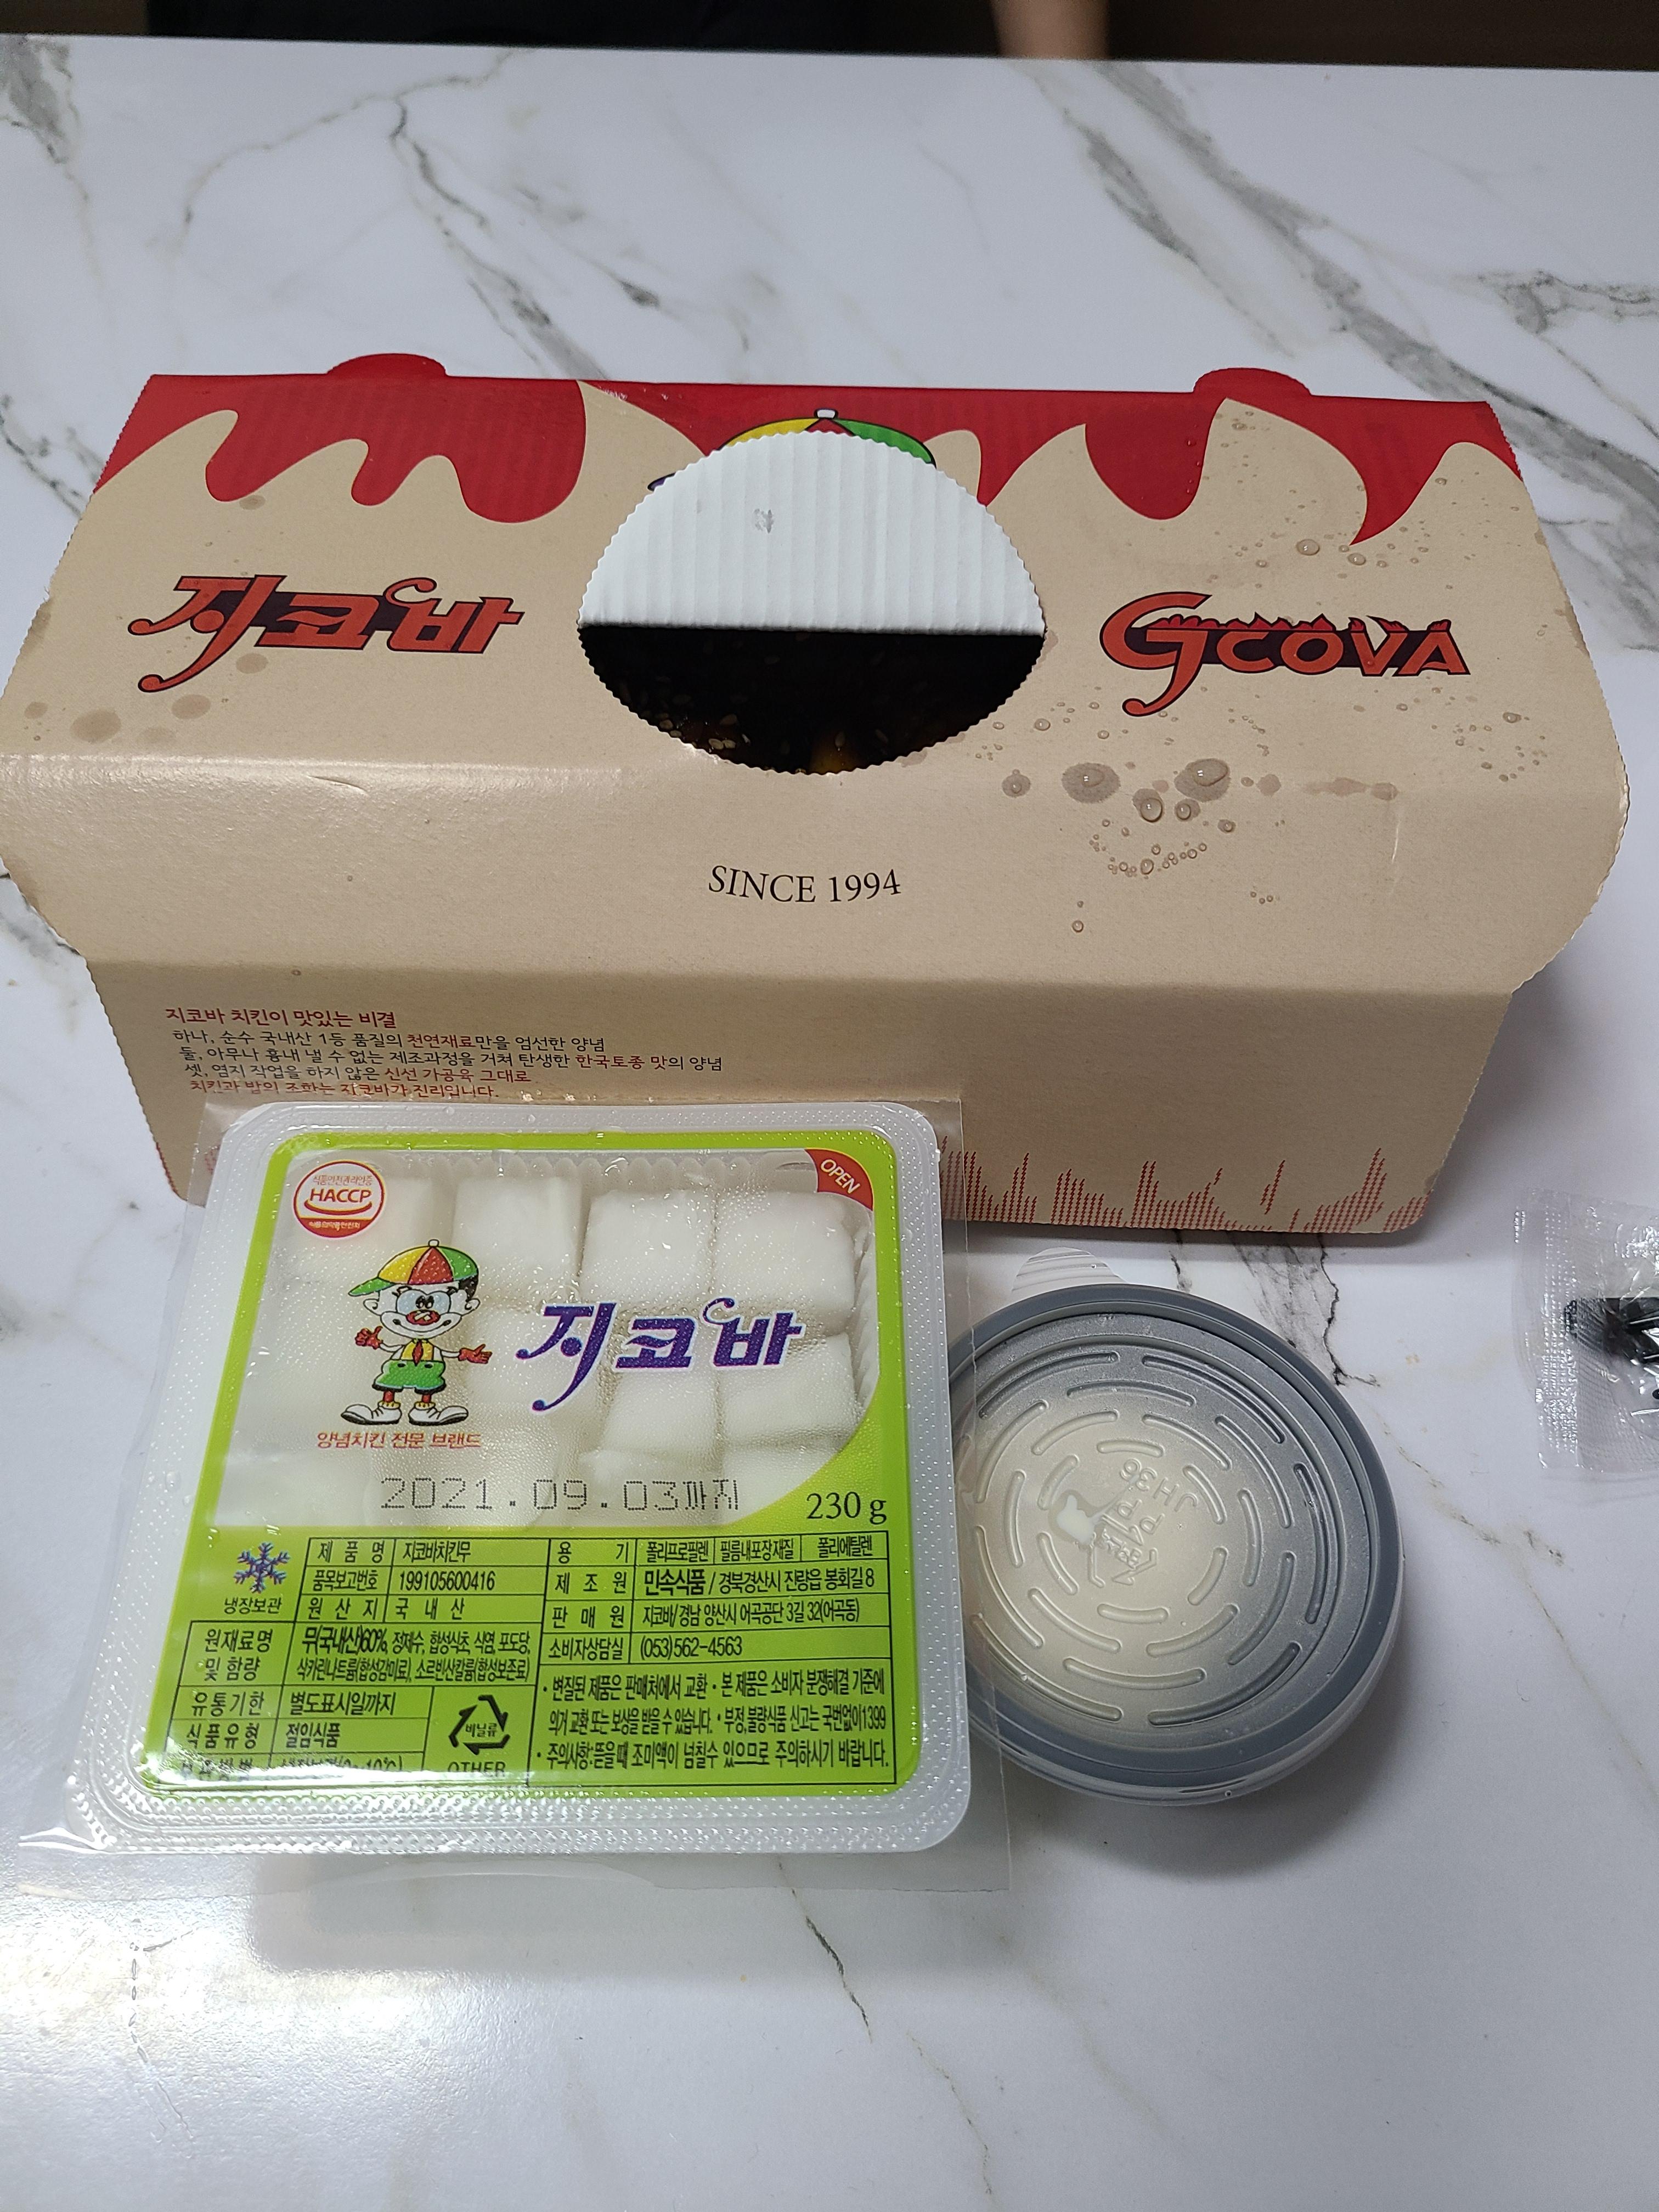 지코바
GCOVA
SINCE 1994
지코바 치킨이 맛있는 비결
하나, 순수 국내산 1등 품질의 천연재료만을 엄선한 양념
둘, 아무나 흉내 낼 수 없는 제조과정을 거쳐 탄생한 한국토종 맛의 양념
셋, 염지 작업을 하지 않은 신선 가공육 그대로
치킨과 밥의 조화는 지코바가 진리입니다.
식품안전관리인증
HACCP
OPEN
지코바
양념치킨 전문 브랜드
2021.09.03까지
230 g
냉장보관
제품명 지코바치킨무
품목보고번호 199105600416
원산지 국내산
용기 폴리프로필렌 필름내포장재질 폴리에틸렌
제조원 민속식품 / 경북경산시 진량읍 봉회길 8
판매원 지코바/경남 양산시 어곡공단 3길 32(어곡동)
소비자상담실 (053)562-4563
원재료명 및 함량 무(국내산)60%, 정제수, 합성식초, 식염, 포도당,
삭카린나트륨(합성감미료), 소르빈산칼륨(합성보존료)
유통기한 별도표시일까지
식품유형 절임식품
비닐류
OTHER
• 변질된 제품은 판매처에서 교환 • 본 제품은 소비자 분쟁해결 기준에
의거 교환 또는 보상을 받을 수 있습니다. • 부정,불량식품 신고는 국번없이1399
• 주의사항:뜯을때 조미액이 넘칠수 있으므로 주의하시기 바랍니다.
JH36